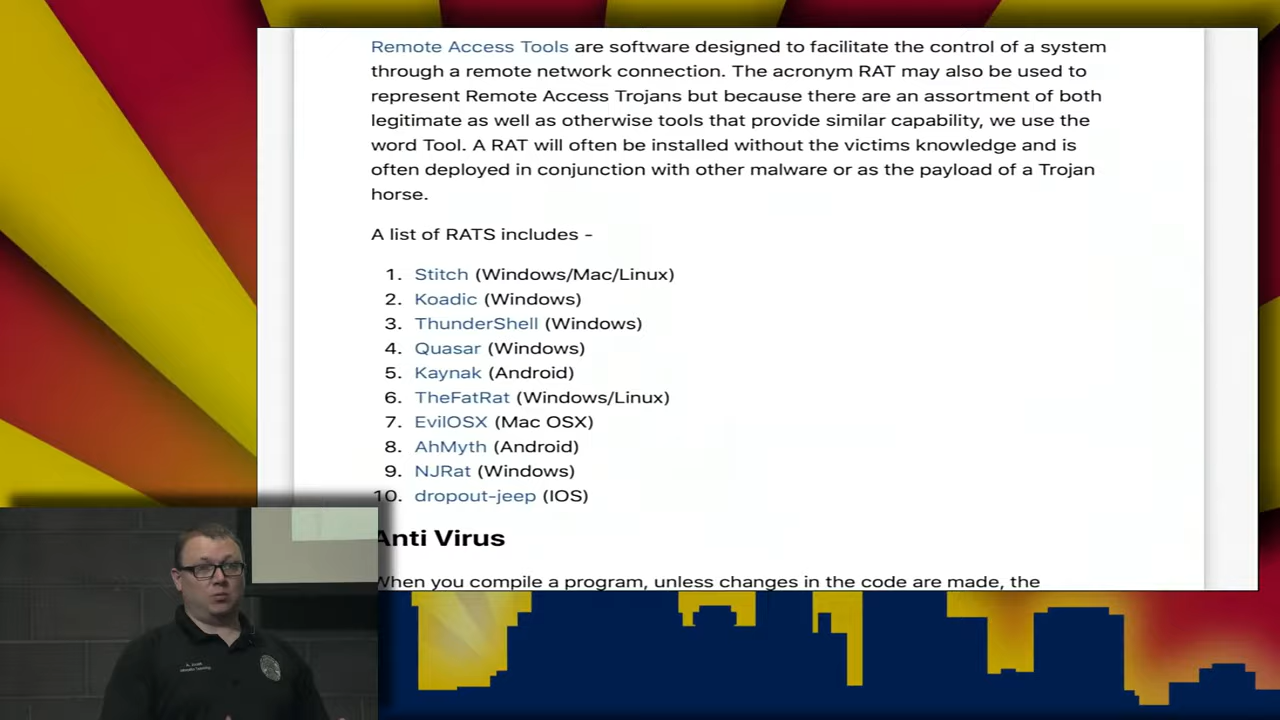 Remote Access Tools are software designed to facilitate the control of a system
through a remote network connection. The acronym RAT may also be used to
represent Remote Access Trojans but because there are an assortment of both
legitimate as well as otherwise tools that provide similar capability, we use the
word Tool. A RAT will often be installed without the victims knowledge and is
often deployed in conjunction with other malware or as the payload of a Trojan
horse.
A list of RATS includes -
1. Stitch (Windows/Mac/Linux)
2. Koadic (Windows)
3. ThunderShell (Windows)
4. Quasar (Windows)
5. Kaynak (Android)
6. TheFatRat (Windows/Linux)
7. EvilOSX (Mac OSX)
8. AhMyth (Android)
9. NJRat (Windows)
10. dropout-jeep (IOS)
Anti Virus
When you compile a program, unless changes in the code are made, the